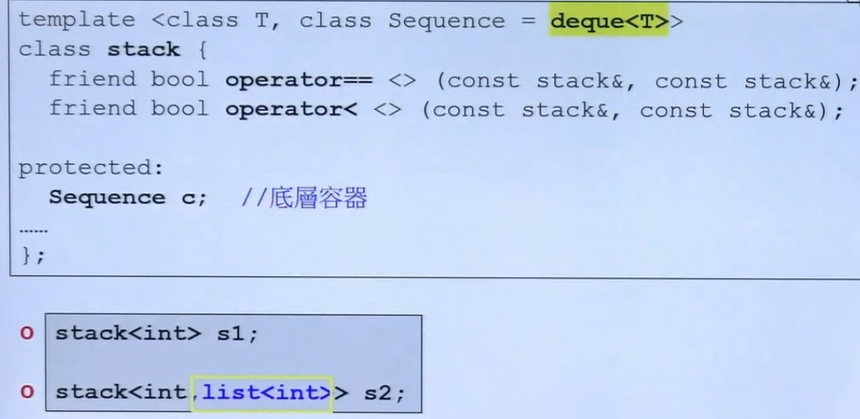 template <class T, class Sequence = deque<T>>
class stack {
  friend bool operator== <> (const stack&, const stack&);
  friend bool operator< <> (const stack&, const stack&);
protected:
  Sequence c;  //底層容器
......
};
o stack<int> s1;
o stack<int,list<int>> s2;